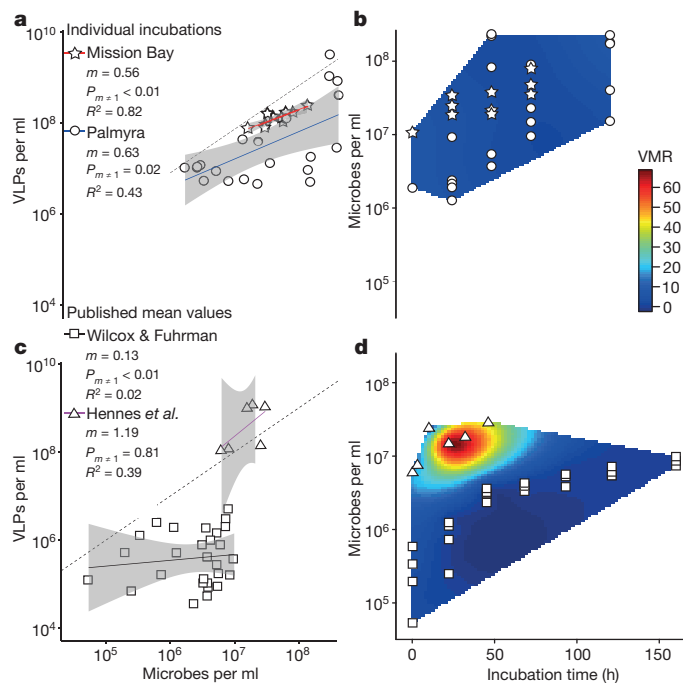 a
10¹⁰
10⁸
10⁶
10⁴
VLPs per ml
Individual incubations
Mission Bay
m = 0.56
P m ≠ 1 < 0.01
R² = 0.82
Palmyra
m = 0.63
P m ≠ 1 = 0.02
R² = 0.43
b
10⁸
10⁷
10⁶
10⁵
Microbes per ml
VMR
60
50
40
30
20
10
0
Published mean values
Wilcox & Fuhrman
c
m = 0.13
P m ≠ 1 < 0.01
R² = 0.02
Hennes et al.
m = 1.19
P m ≠ 1 = 0.81
R² = 0.39
10¹⁰
10⁸
10⁶
10⁴
VLPs per ml
10⁵
10⁶
10⁷
10⁸
Microbes per ml
d
10⁸
10⁷
10⁶
10⁵
Microbes per ml
0
50
100
150
Incubation time (h)